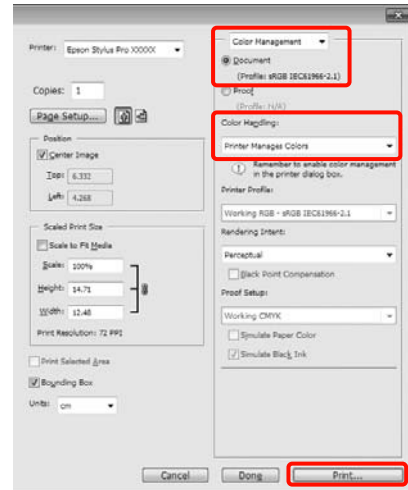 Printer: Epson Stylus Pro XXXXX
Copies: 1
Page Setup...
Position
Center Image
Top: 6.332
Left: 4.268
Scaled Print Size
Scale to Fit Media
Scale: 100%
Height: 14.71
Width: 12.48
Print Resolution: 72 PPI
Print Selected Area
Bounding Box
Units: cm
Color Management
Document
(Profile: sRGB IEC61966-2.1)
Proof
(Profile: N/A)
Color Handling:
Printer Manages Colors
Remember to enable color management
in the printer dialog box.
Printer Profile:
Working RGB - sRGB IEC61966-2.1
Rendering Intent:
Perceptual
Black Point Compensation
Proof Setup:
Working CMYK
Simulate Paper Color
Simulate Black Ink
Cancel
Done
Print...